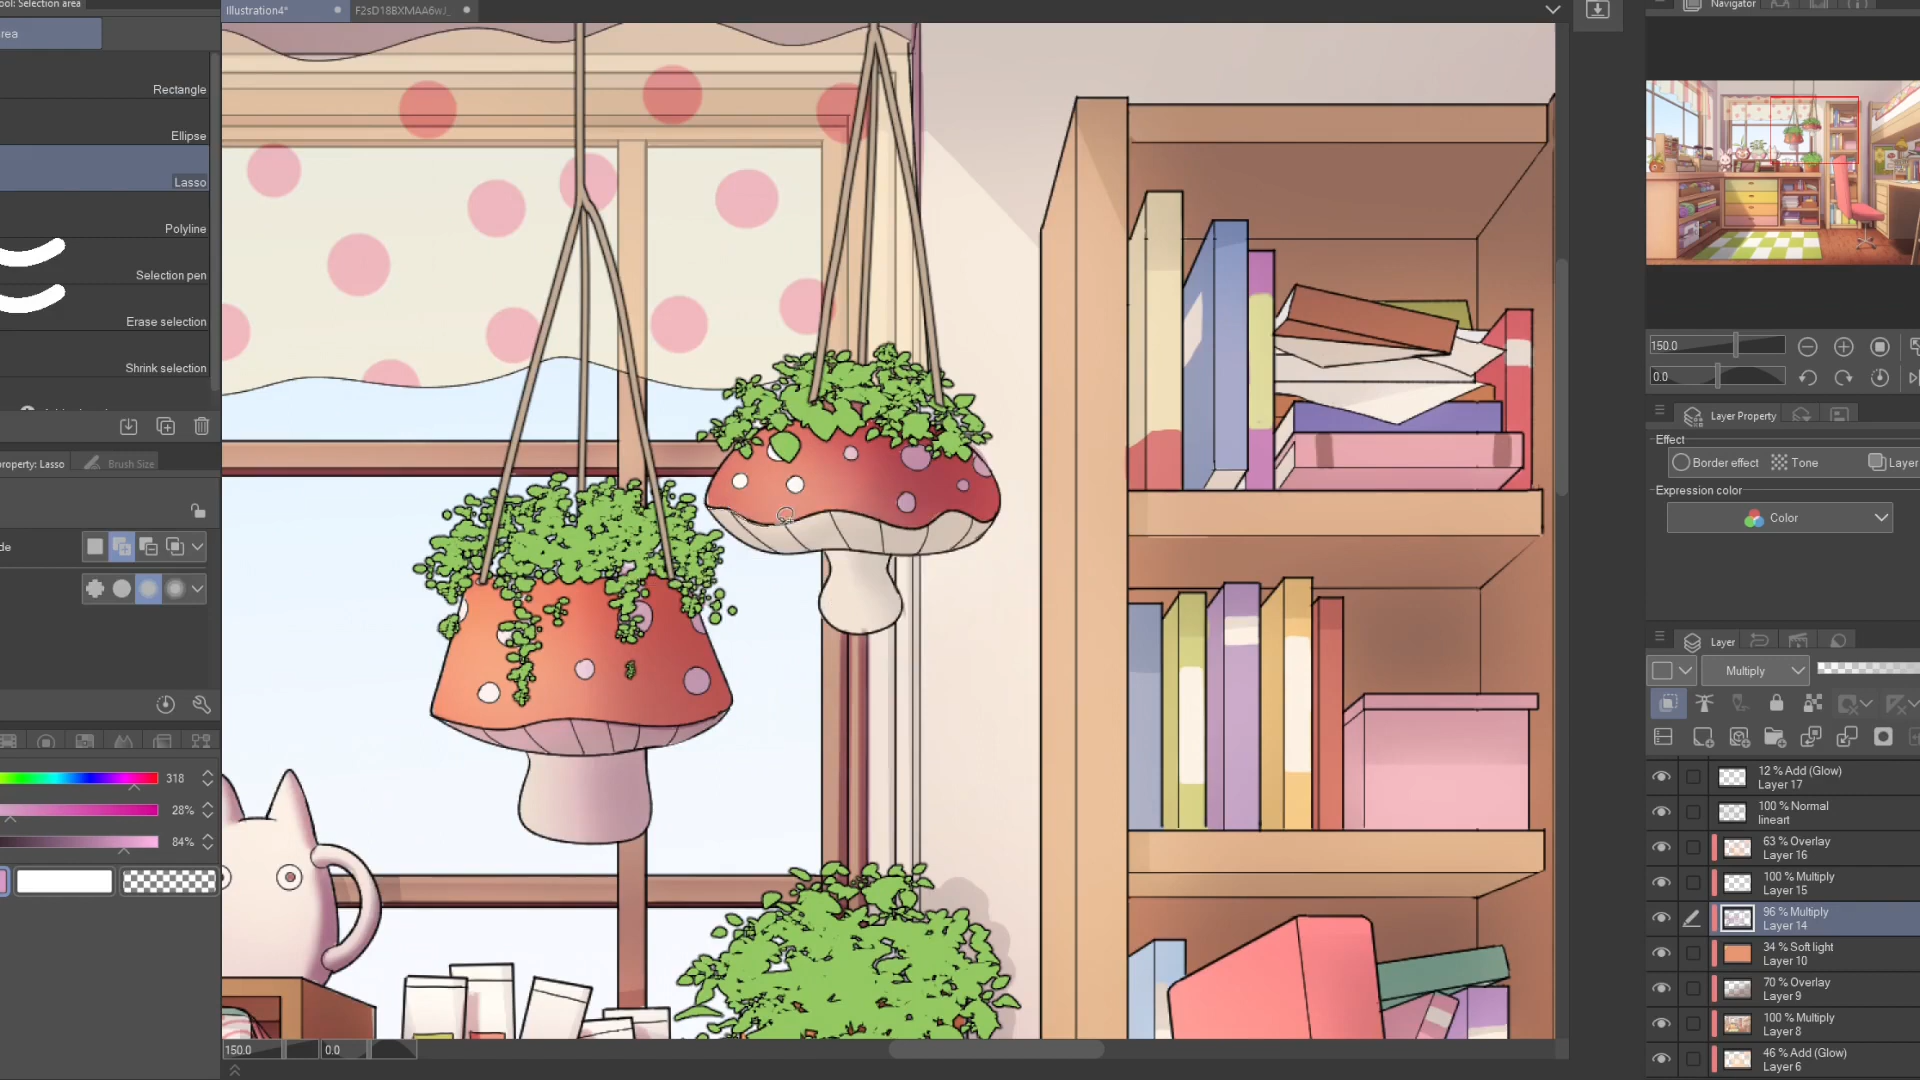 ool: Selection area
Illustration4*
F2sD18BXMAA6wJ_
Navigator
rea
Rectangle
Ellipse
Lasso
Polyline
Selection pen
Erase selection
Shrink selection
property: Lasso
Brush Size
de
318
28%
84%
150.0
0.0
150.0
0.0
Layer Property
Effect
Border effect
Tone
Layer
Expression color
Color
Layer
Multiply
12 % Add (Glow)
Layer 17
100 % Normal
lineart
63 % Overlay
Layer 16
100 % Multiply
Layer 15
96 % Multiply
Layer 14
34 % Soft light
Layer 10
70 % Overlay
Layer 9
100 % Multiply
Layer 8
46 % Add (Glow)
Layer 6